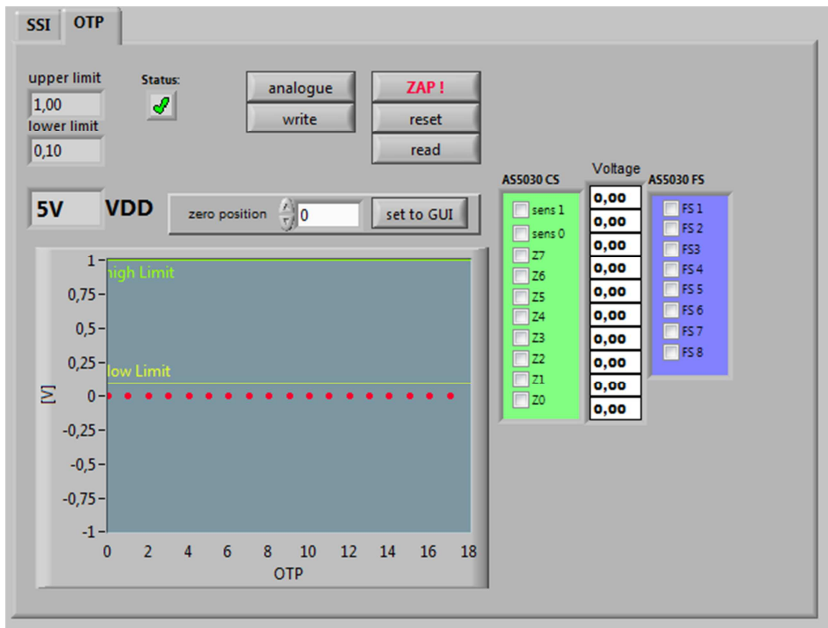 SSI OTP
upper limit
1,00
lower limit
0,10
Status:
analogue
write
ZAP !
reset
read
5V VDD
zero position 0 set to GUI
[V]
1
high Limit
0,75
0,5
0,25
low Limit
0
-0,25
-0,5
-0,75
-1
0 2 4 6 8 10 12 14 16 18
OTP
AS5030 CS
sens 1
sens 0
Z7
Z6
Z5
Z4
Z3
Z2
Z1
Z0
Voltage
0,00
0,00
0,00
0,00
0,00
0,00
0,00
0,00
0,00
0,00
AS5030 FS
FS 1
FS 2
FS3
FS 4
FS 5
FS 6
FS 7
FS 8